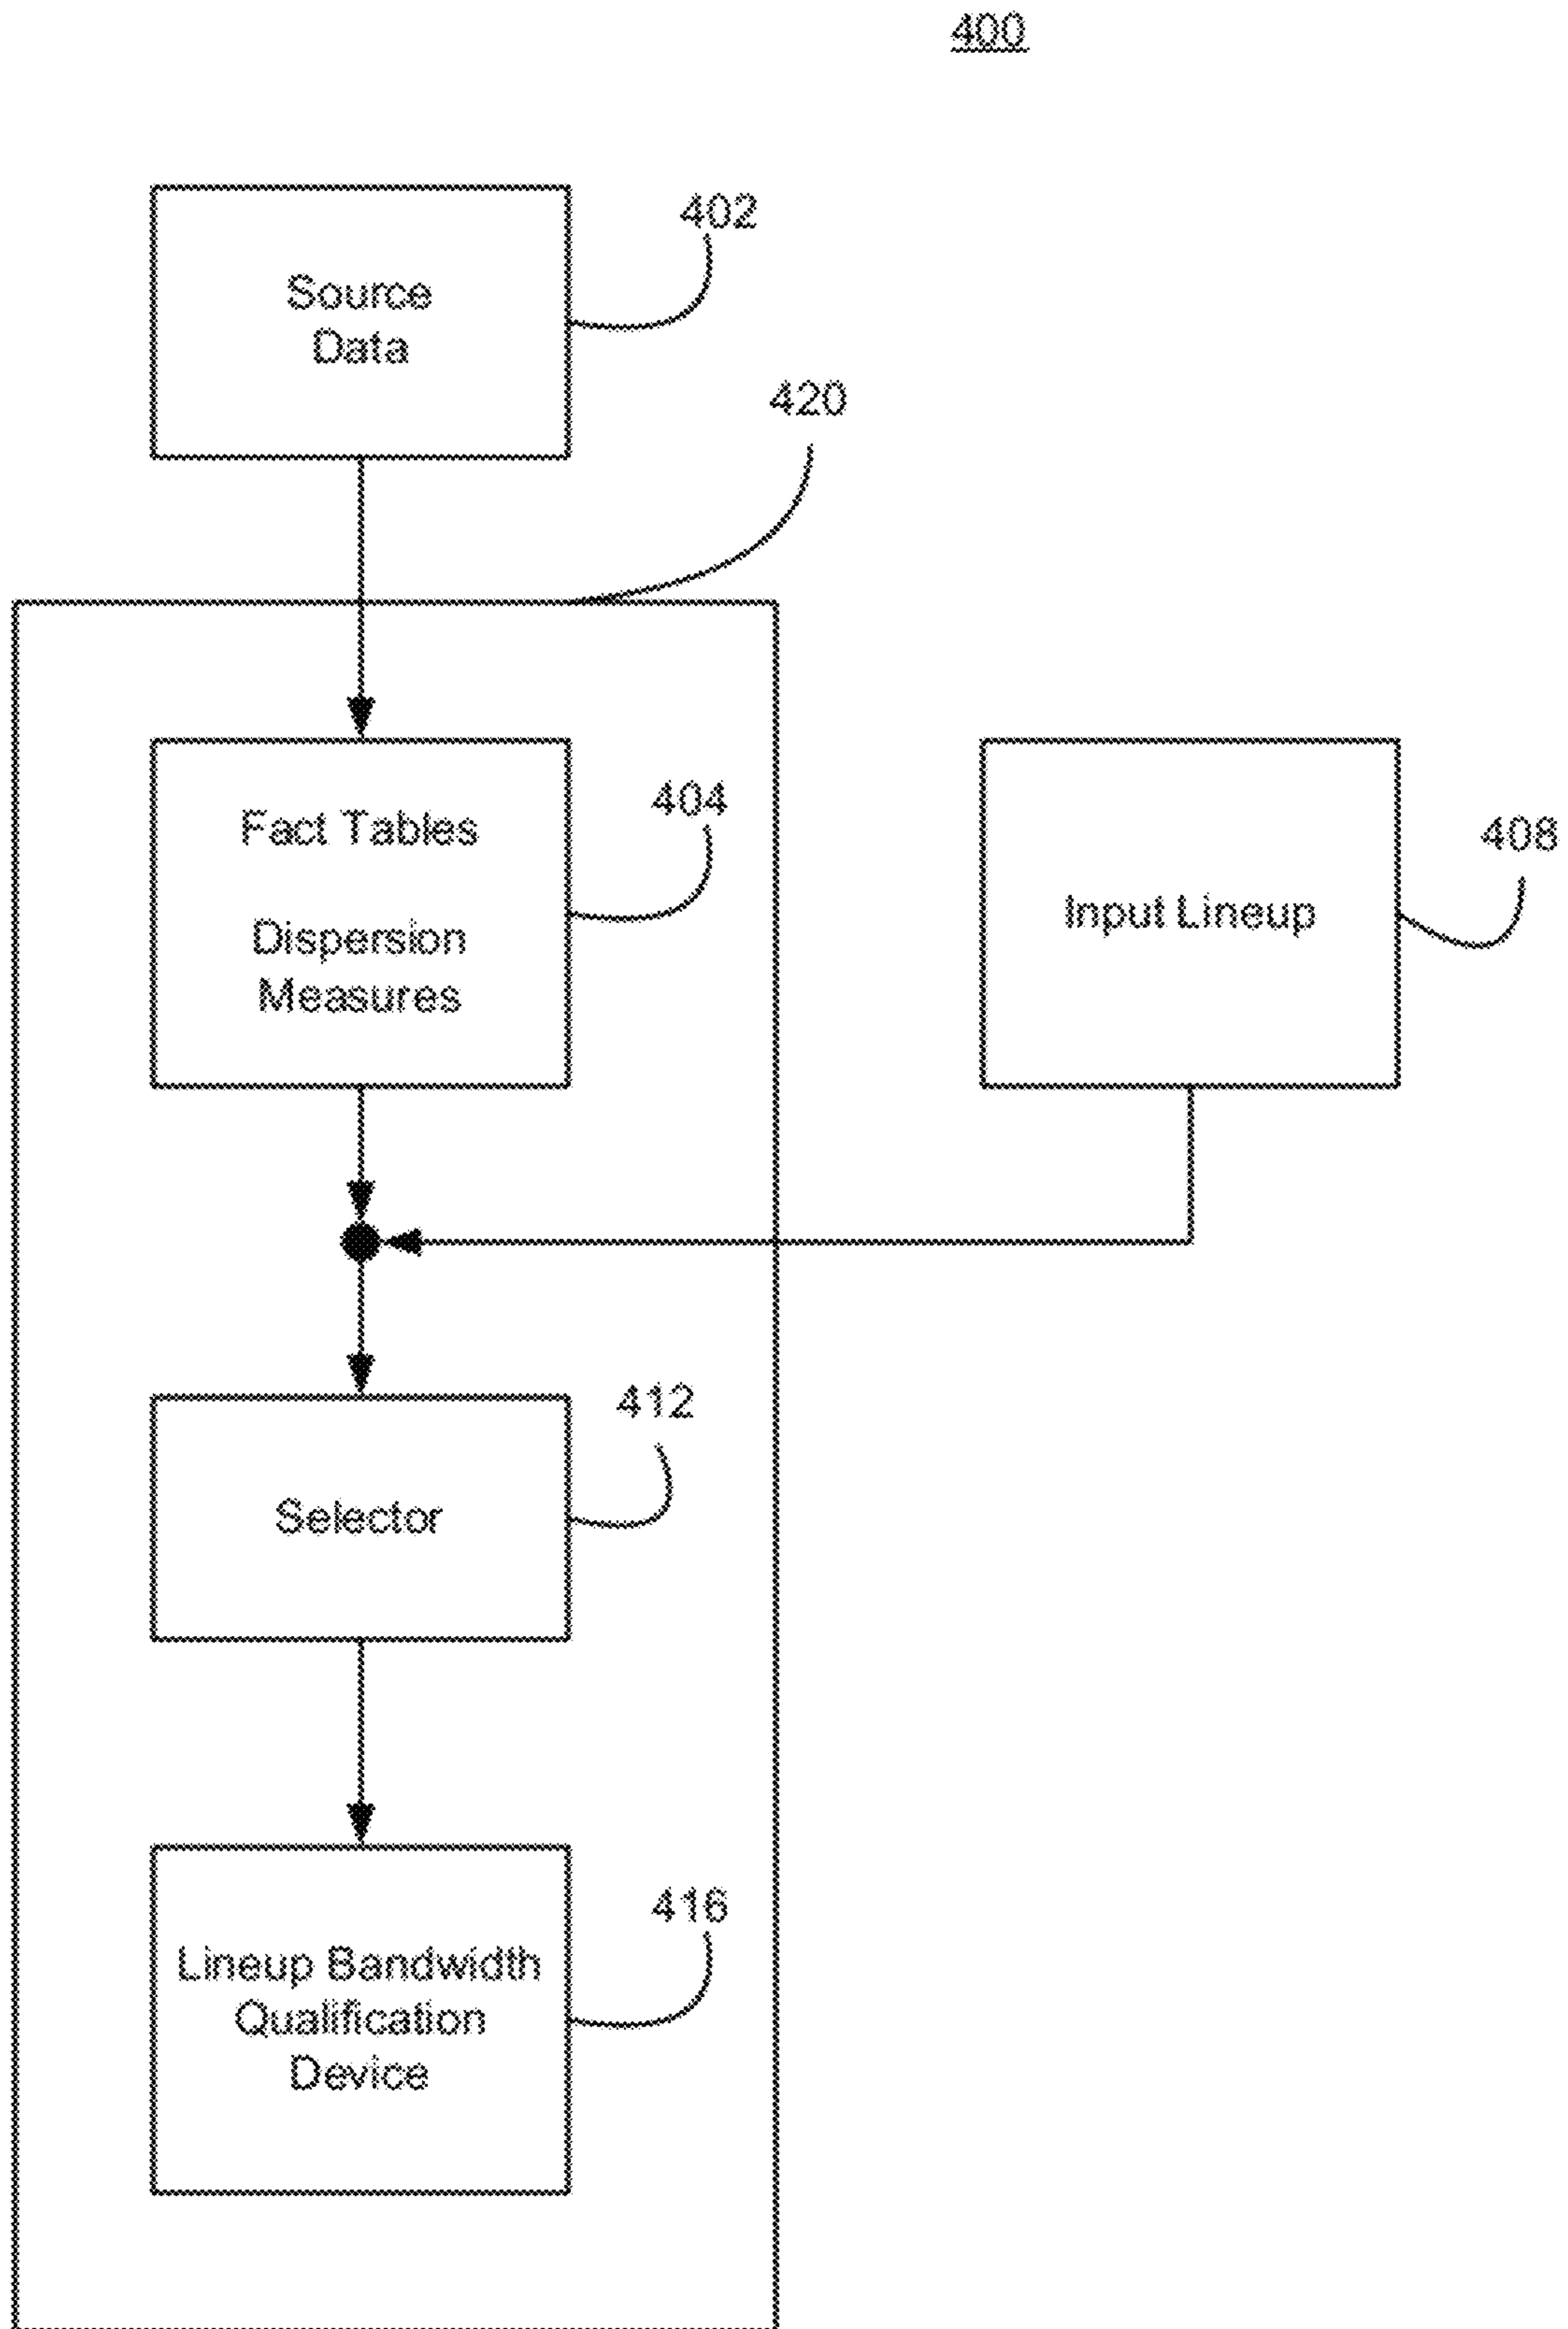 400
402
Source
Data
420
404
Fact Tables
Dispersion
Measures
408
Input Lineup
412
Selector
416
Lineup Bandwidth
Qualification
Device